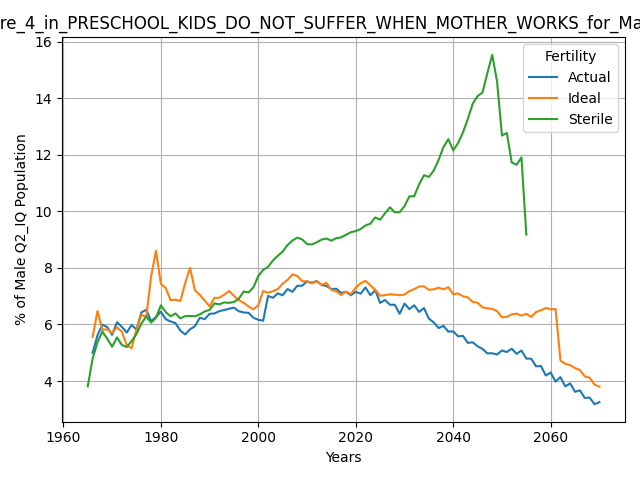 re_4_in_PRESCHOOL_KIDS_DO_NOT_SUFFER_WHEN_MOTHER_WORKS_for_Ma
16
14
12
10
8
6
4
% of Male Q2_IQ Population
Fertility
Actual
Ideal
Sterile
1960 1980 2000 2020 2040 2060
Years